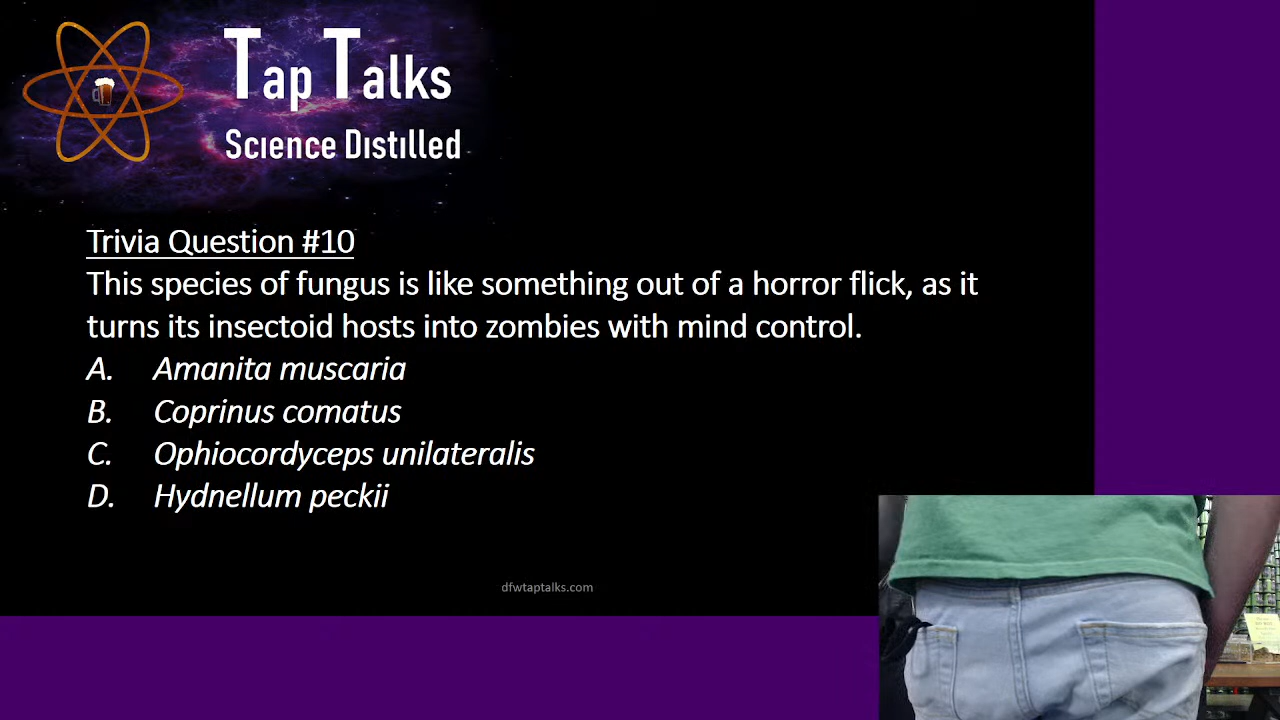 Tap Talks
Science Distilled
Trivia Question #10
This species of fungus is like something out of a horror flick, as it
turns its insectoid hosts into zombies with mind control.
A. Amanita muscaria
B. Coprinus comatus
C. Ophiocordyceps unilateralis
D. Hydnellum peckii
dfwtaptalks.com